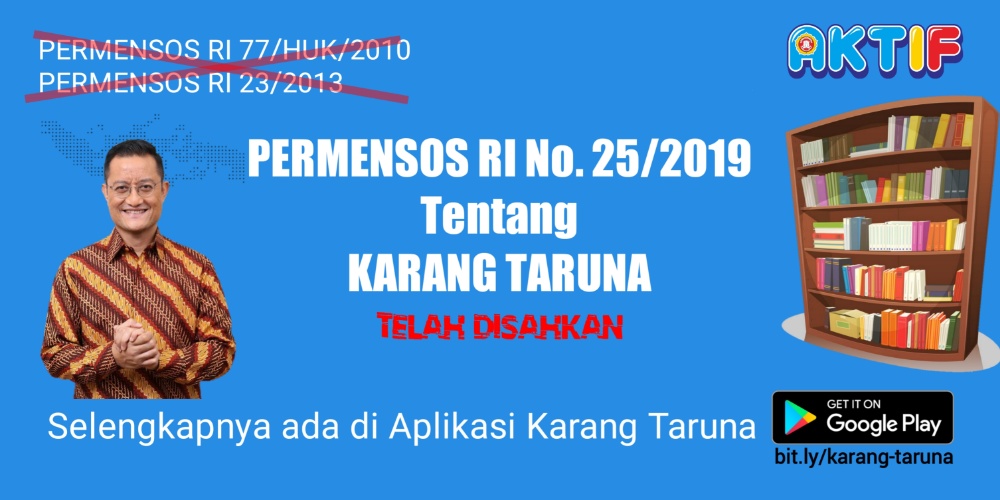 PERMENSOS RI 77/HUK/2010
PERMENSOS RI 23/2013
AKTIF
PERMENSOS RI No. 25/2019
Tentang
KARANG TARUNA
TELAH DISAHKAN
Selengkapnya ada di Aplikasi Karang Taruna
GET IT ON
Google Play
bit.ly/karang-taruna